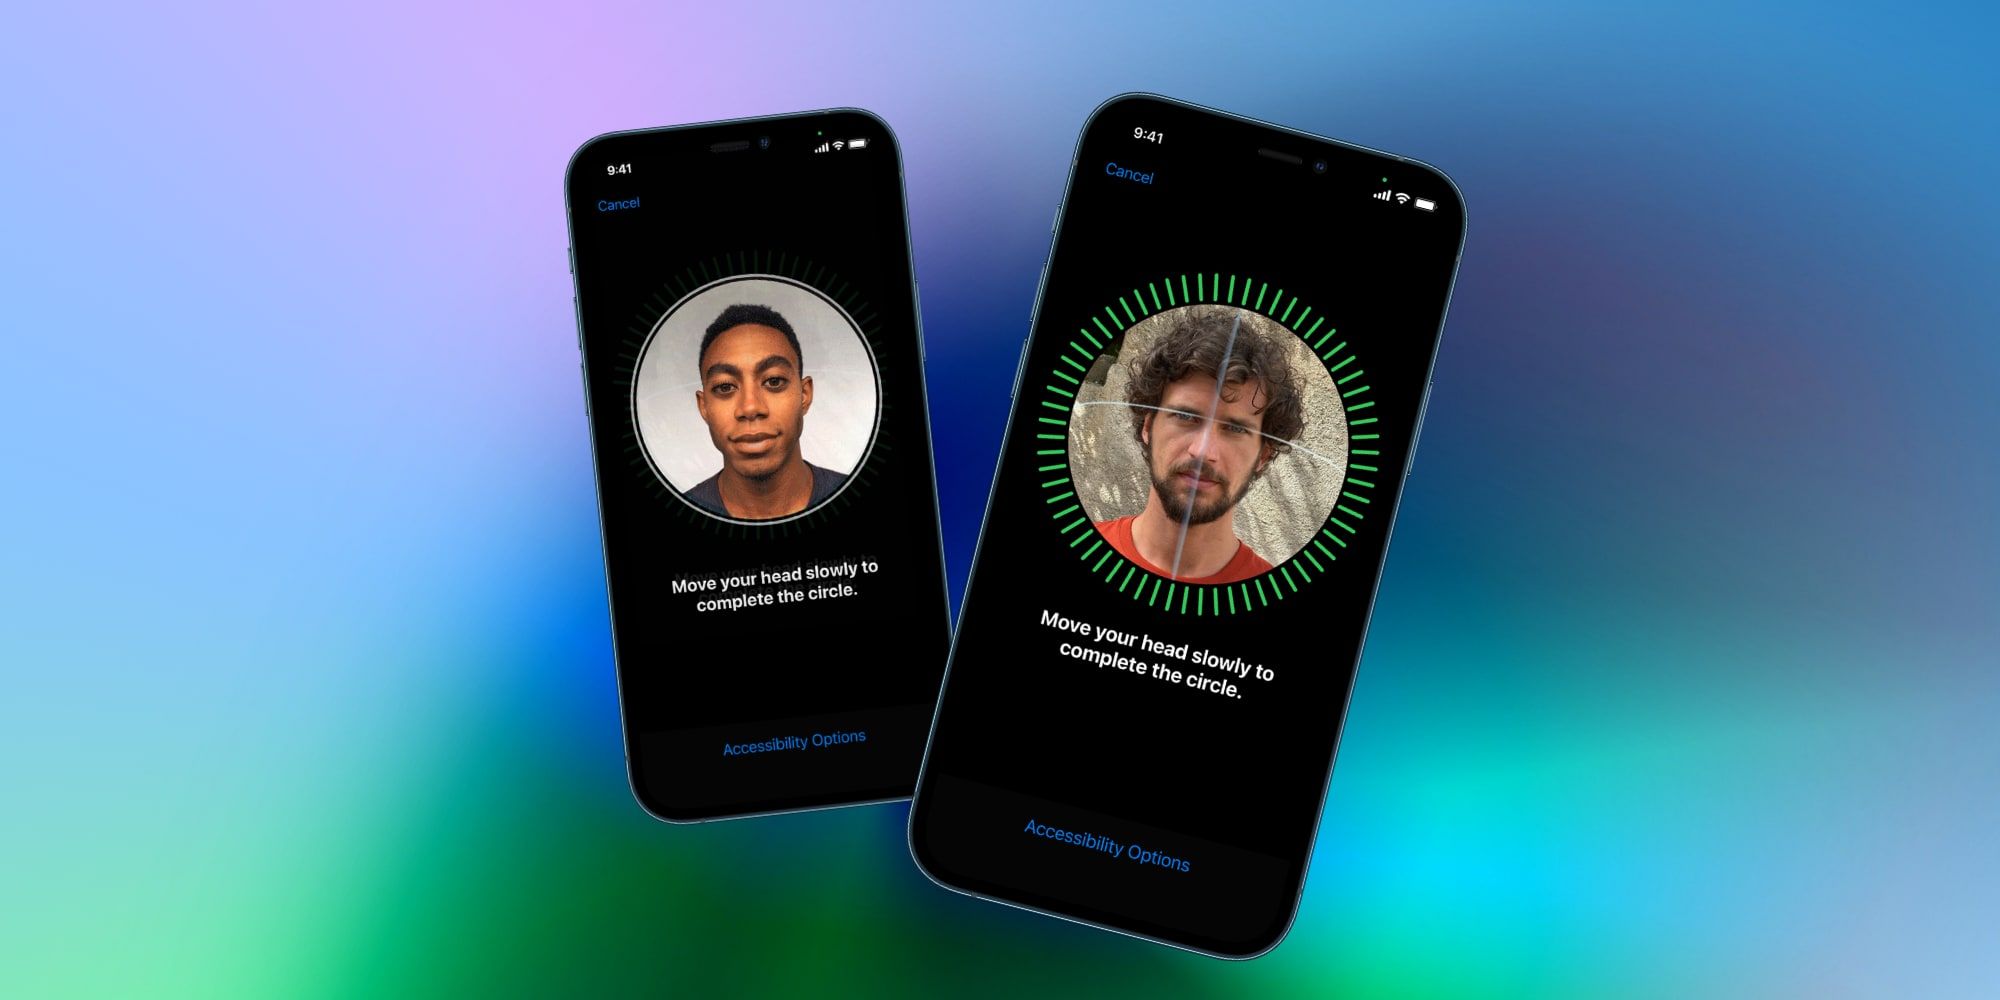 9:41
Cancel
Move your head slowly to
complete the circle.
Accessibility Options
9:41
Cancel
Move your head slowly to
complete the circle.
Accessibility Options